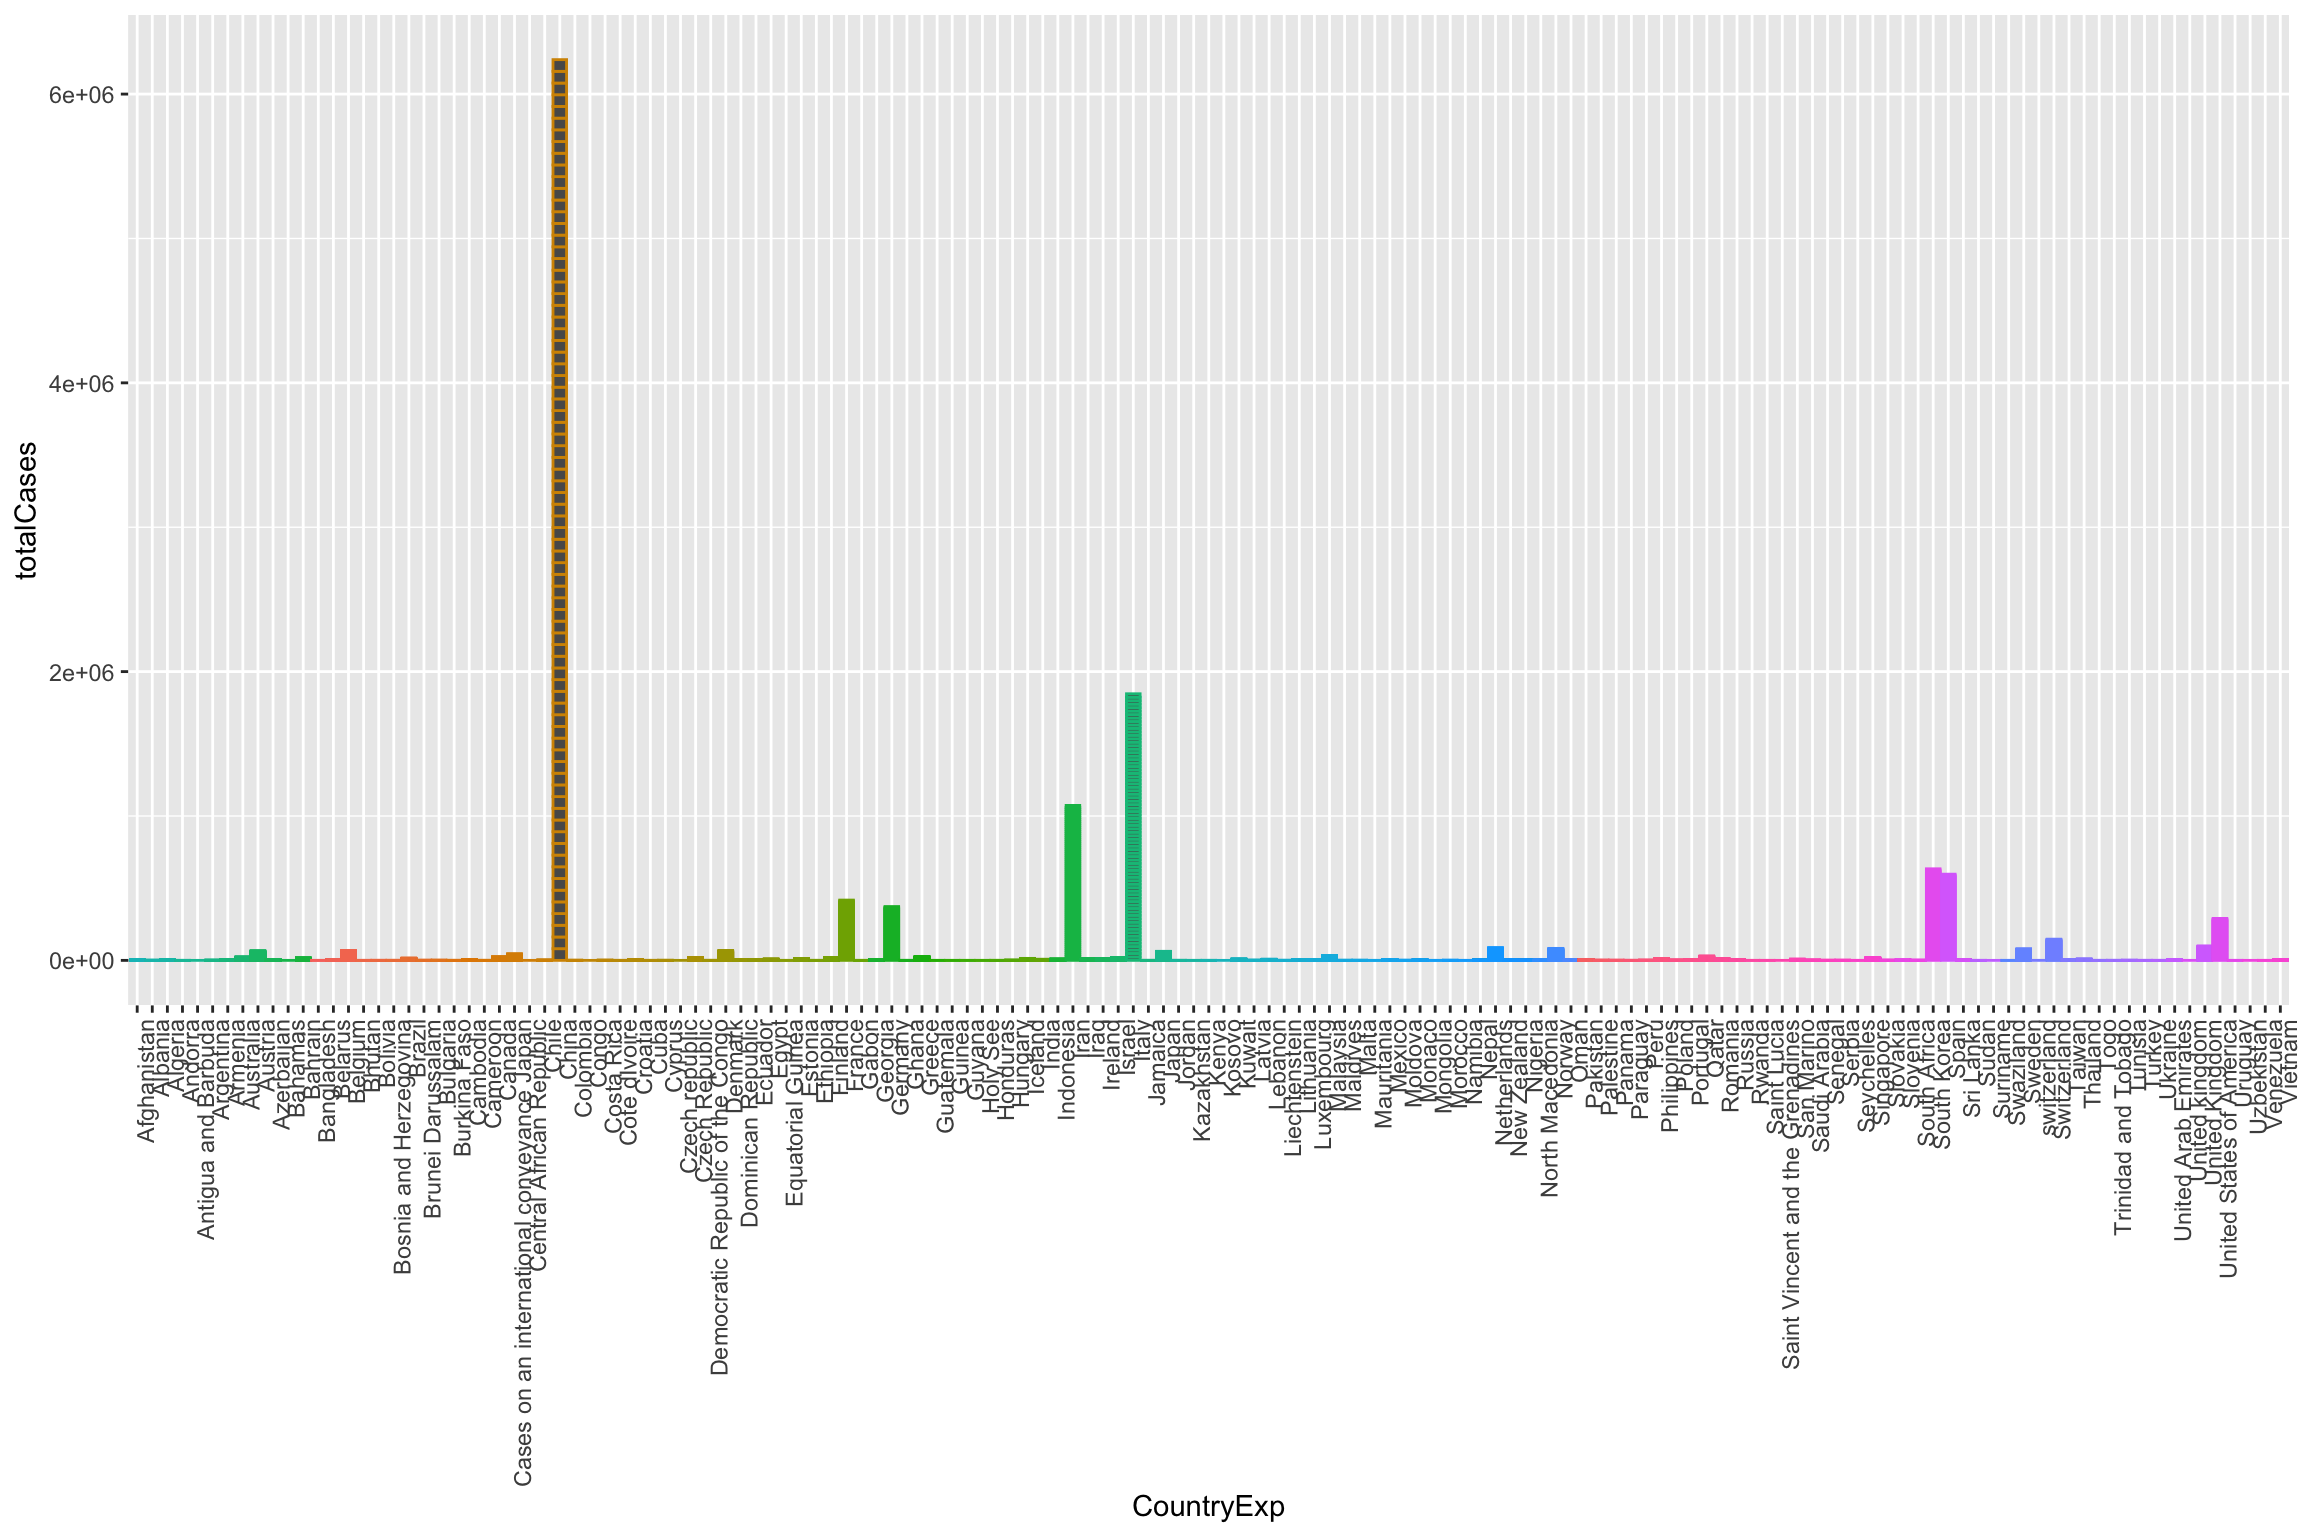 6e+06
4e+06
2e+06
0e+00
totalCases
Afghanistan
Albania
Algeria
Andorra
Antigua and Barbuda
Argentina
Armenia
Australia
Austria
Azerbaijan
Bahamas
Bahrain
Bangladesh
Belarus
Belgium
Bhutan
Bolivia
Bosnia and Herzegovina
Brazil
Brunei Darussalam
Bulgaria
Burkina Faso
Cambodia
Cameroon
Canada
Cases on an international conveyance Japan
Central African Republic
Chile
China
Colombia
Congo
Costa Rica
Cote divoire
Croatia
Cuba
Cyprus
Czech republic
Czech Republic
Democratic Republic of the Congo
Denmark
Dominican Republic
Ecuador
Egypt
Equatorial Guinea
Estonia
Ethiopia
Finland
France
Gabon
Georgia
Germany
Ghana
Greece
Guatemala
Guinea
Guyana
Holy See
Honduras
Hungary
Iceland
India
Indonesia
Iran
Iraq
Ireland
Israel
Italy
Jamaica
Japan
Jordan
Kazakhstan
Kenya
Kosovo
Kuwait
Latvia
Lebanon
Liechtenstein
Lithuania
Luxembourg
Malaysia
Maldives
Malta
Mauritania
Mexico
Moldova
Monaco
Mongolia
Morocco
Namibia
Nepal
Netherlands
New Zealand
Nigeria
North Macedonia
Norway
Oman
Pakistan
Palestine
Panama
Paraguay
Peru
Philippines
Poland
Portugal
Qatar
Romania
Russia
Rwanda
Saint Lucia
Saint Vincent and the Grenadines
San Marino
Saudi Arabia
Senegal
Serbia
Seychelles
Singapore
Slovakia
Slovenia
South Africa
South Korea
Spain
Sri Lanka
Sudan
Suriname
Swaziland
Sweden
switzerland
Switzerland
Taiwan
Thailand
Togo
Trinidad and Tobago
Tunisia
Turkey
Ukraine
United Arab Emirates
United Kingdom
United Kingdom
United States of America
Uruguay
Uzbekistan
Venezuela
Vietnam
CountryExp